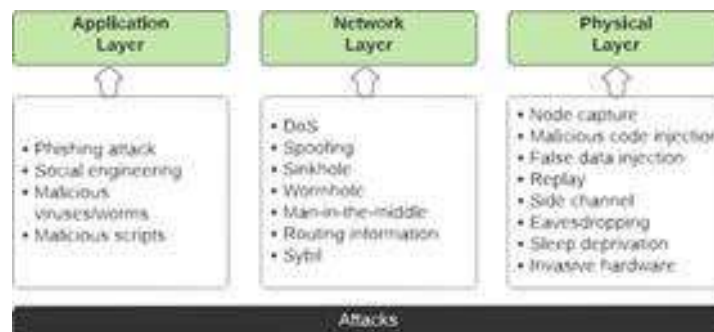 Application
Layer
Network
Layer
Physical
Layer
• Phishing attack
• Social engineering
• Malicious
viruses/worms
• Malicious scripts
• DoS
• Spoofing
• Sinkhole
• Wormhole
• Man-in-the-middle
• Routing information
• Sybil
• Node capture
• Malicious code injection
• False data injection
• Replay
• Side channel
• Eavesdropping
• Sleep deprivation
• Invasive hardware
Attacks